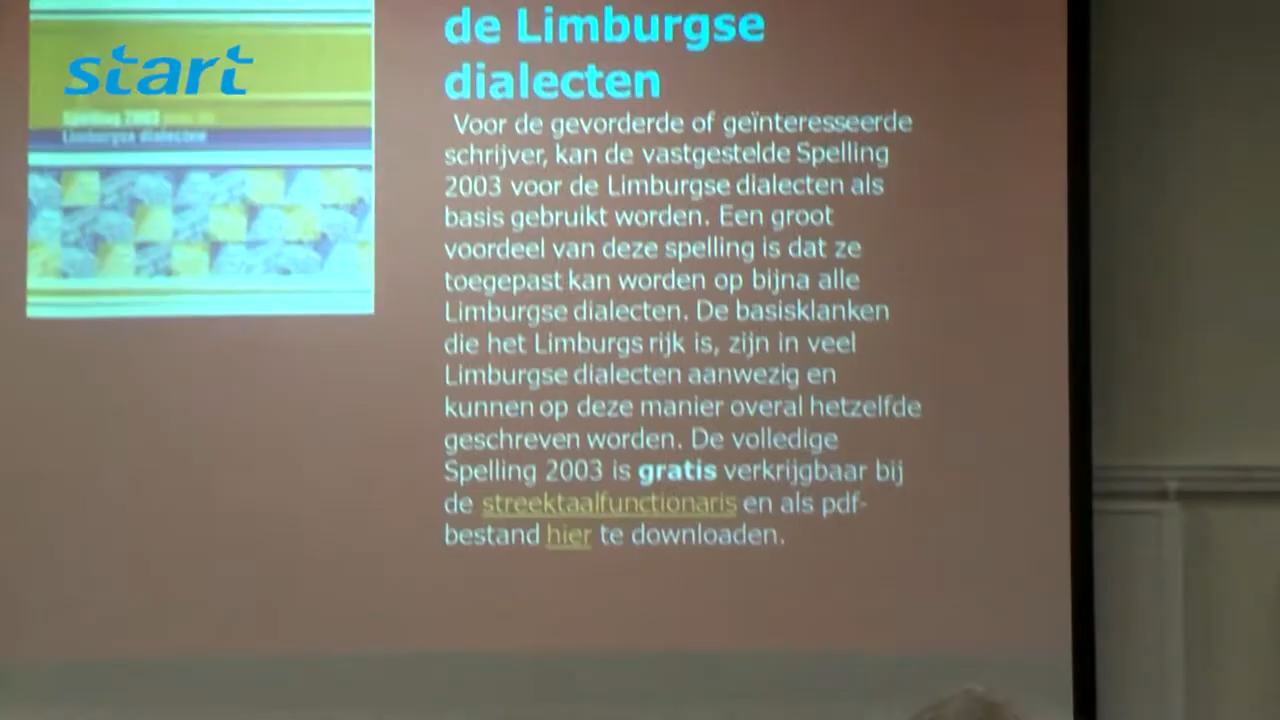 start
Spelling 2003
Limburgse dialecten
de Limburgse
dialecten
Voor de gevorderde of geïnteresseerde
schrijver, kan de vastgestelde Spelling
2003 voor de Limburgse dialecten als
basis gebruikt worden. Een groot
voordeel van deze spelling is dat ze
toegepast kan worden op bijna alle
Limburgse dialecten. De basisklanken
die het Limburgs rijk is, zijn in veel
Limburgse dialecten aanwezig en
kunnen op deze manier overal hetzelfde
geschreven worden. De volledige
Spelling 2003 is gratis verkrijgbaar bij
de streektaalfunctionaris en als pdf-
bestand hier te downloaden.